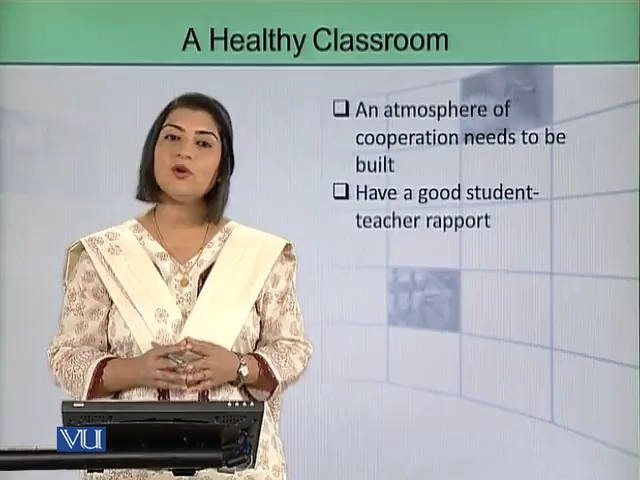 A Healthy Classroom
❑ An atmosphere of
cooperation needs to be
built
❑ Have a good student-
teacher rapport
VU